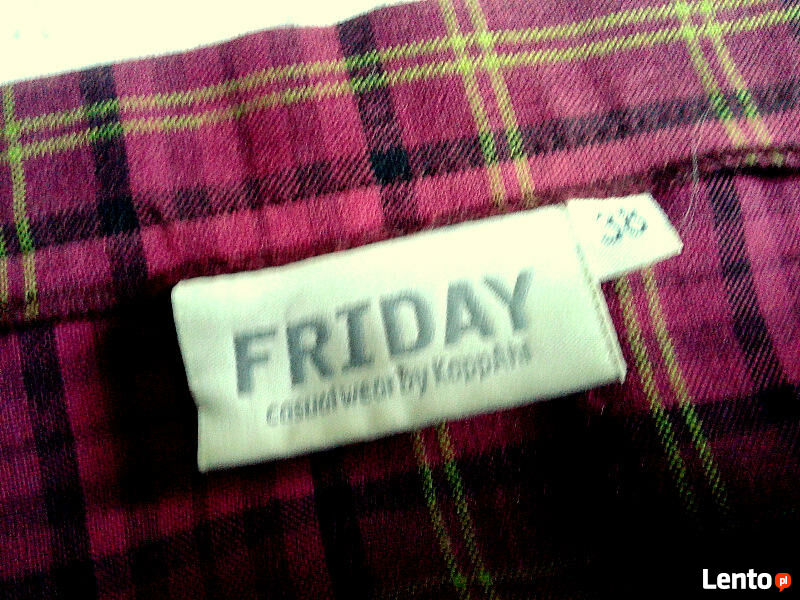 FRIDAY
casual wear by KappAhl
36
Lento pl